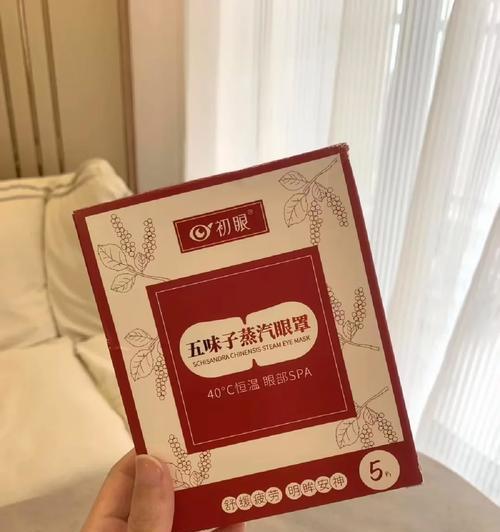 初眼®
五味子蒸汽眼罩
SCHISANDRA CHINENSIS STEAM EYE MASK
40°C恒温 眼部SPA
舒缓疲劳 明眸安神
5片